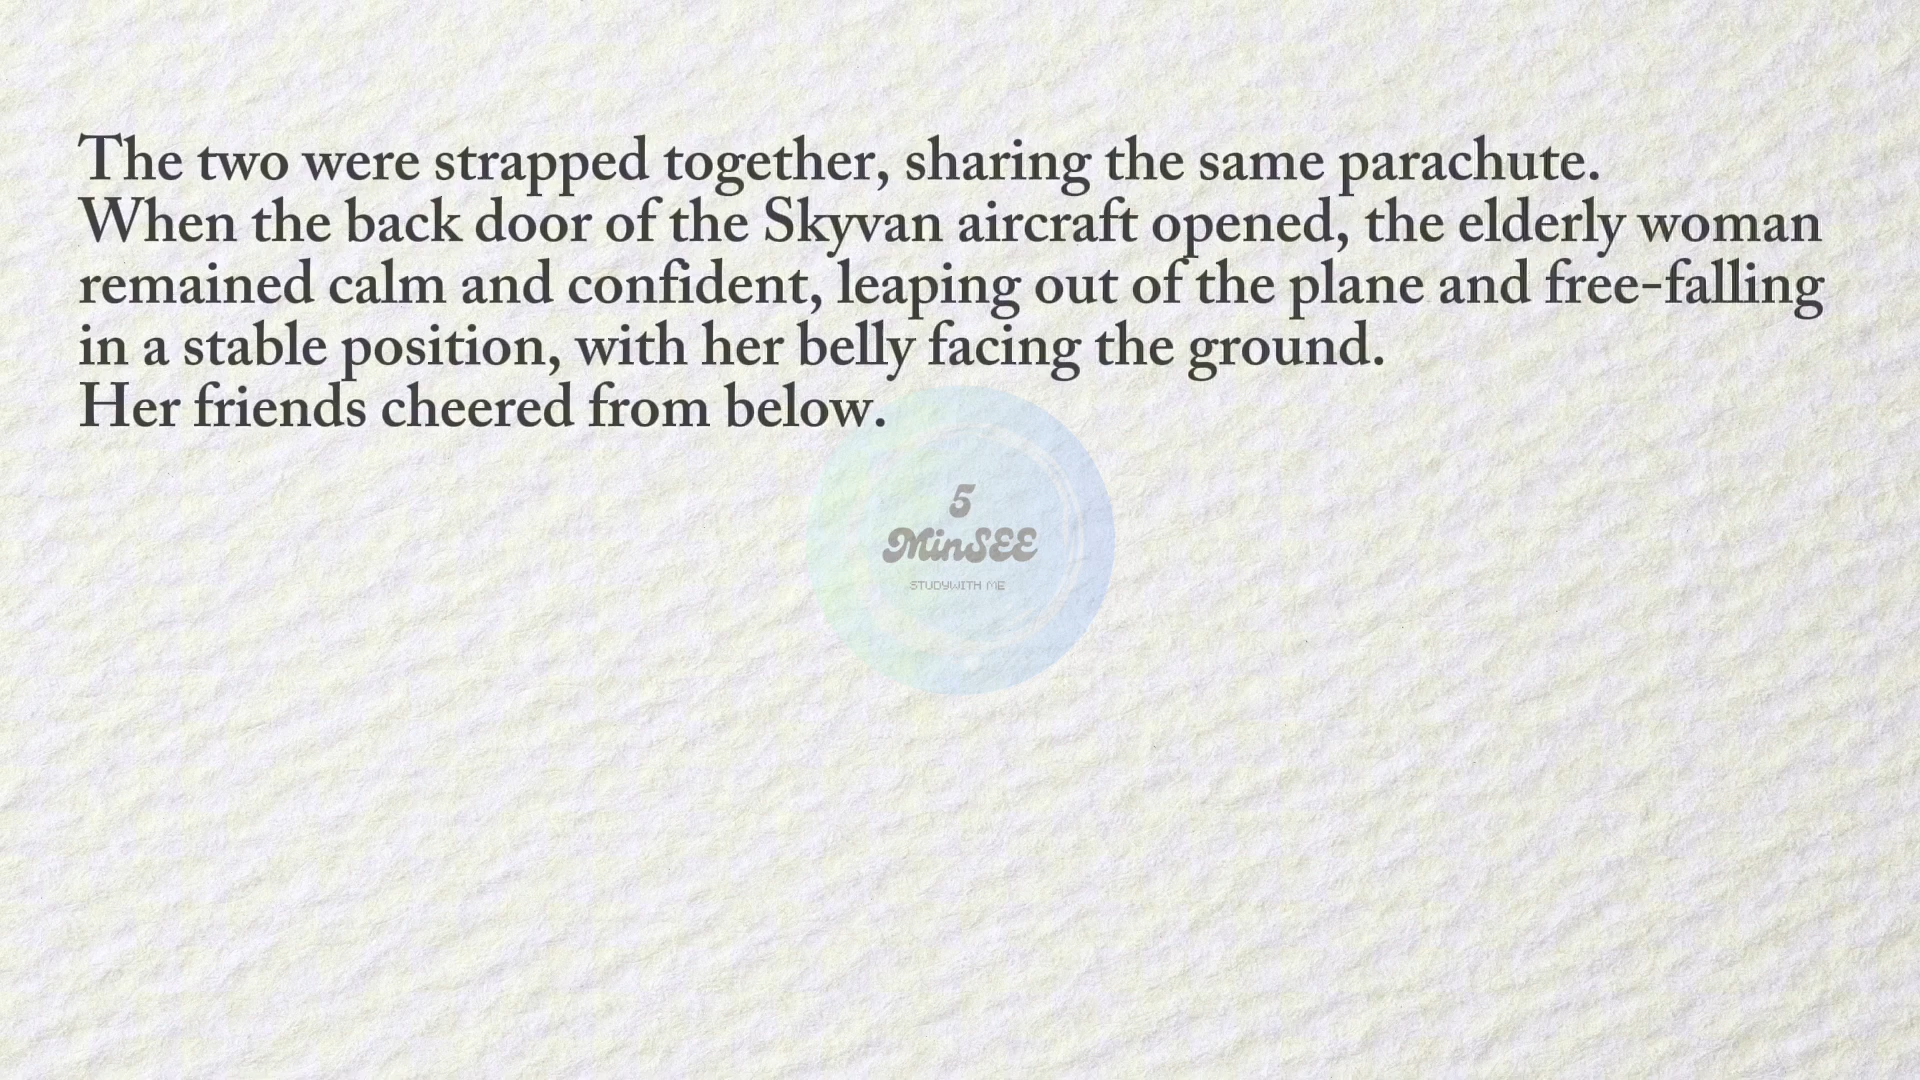 The two were strapped together, sharing the same parachute.
When the back door of the Skyvan aircraft opened, the elderly woman
remained calm and confident, leaping out of the plane and free-falling
in a stable position, with her belly facing the ground.
Her friends cheered from below.
5
MinSEE
STUDYWITH ME